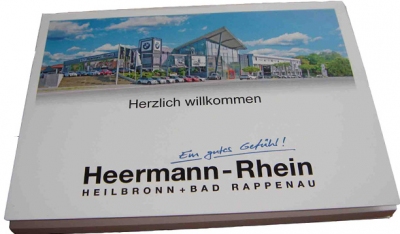 Herzlich willkommen
Ein gutes Gefühl!
Heermann-Rhein
HEILBRONN+BAD RAPPENAU